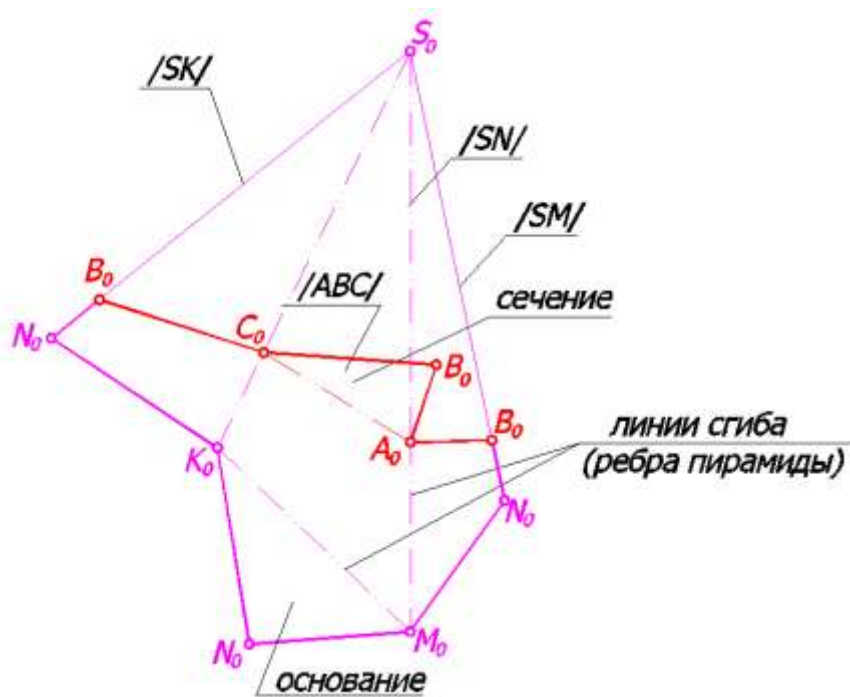 S₀
/SK/
/SN/
/SM/
B₀
/ABC/
сечение
N₀
C₀
B₀
A₀
B₀
линии сгиба
(ребра пирамиды)
K₀
N₀
N₀
M₀
основание